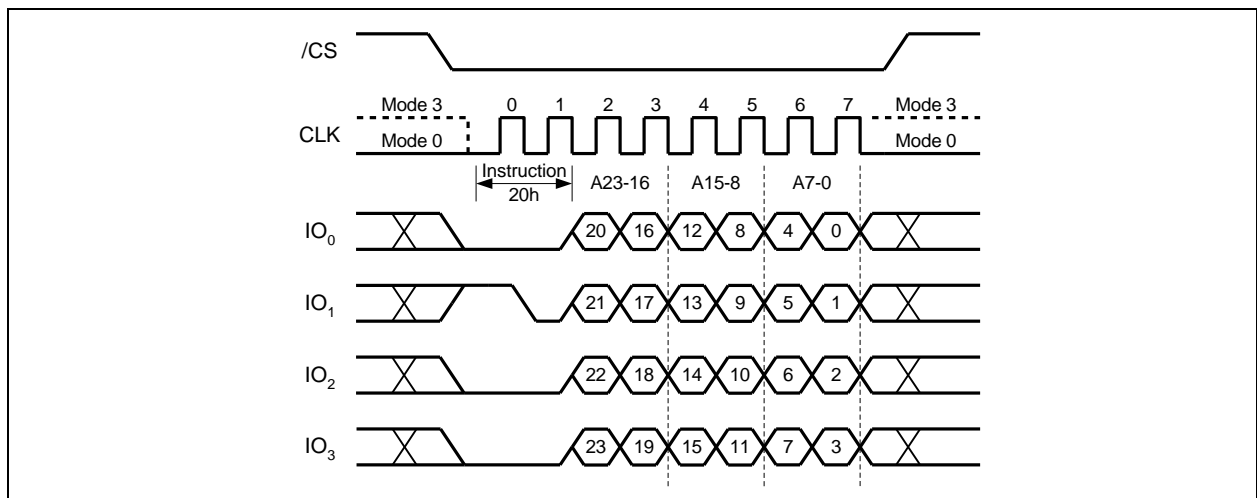 /CS
Mode 3 0 1 2 3 4 5 6 7 Mode 3
CLK
Mode 0 Mode 0
Instruction
20h
A23-16 A15-8 A7-0
IO0 20 16 12 8 4 0
IO1 21 17 13 9 5 1
IO2 22 18 14 10 6 2
IO3 23 19 15 11 7 3